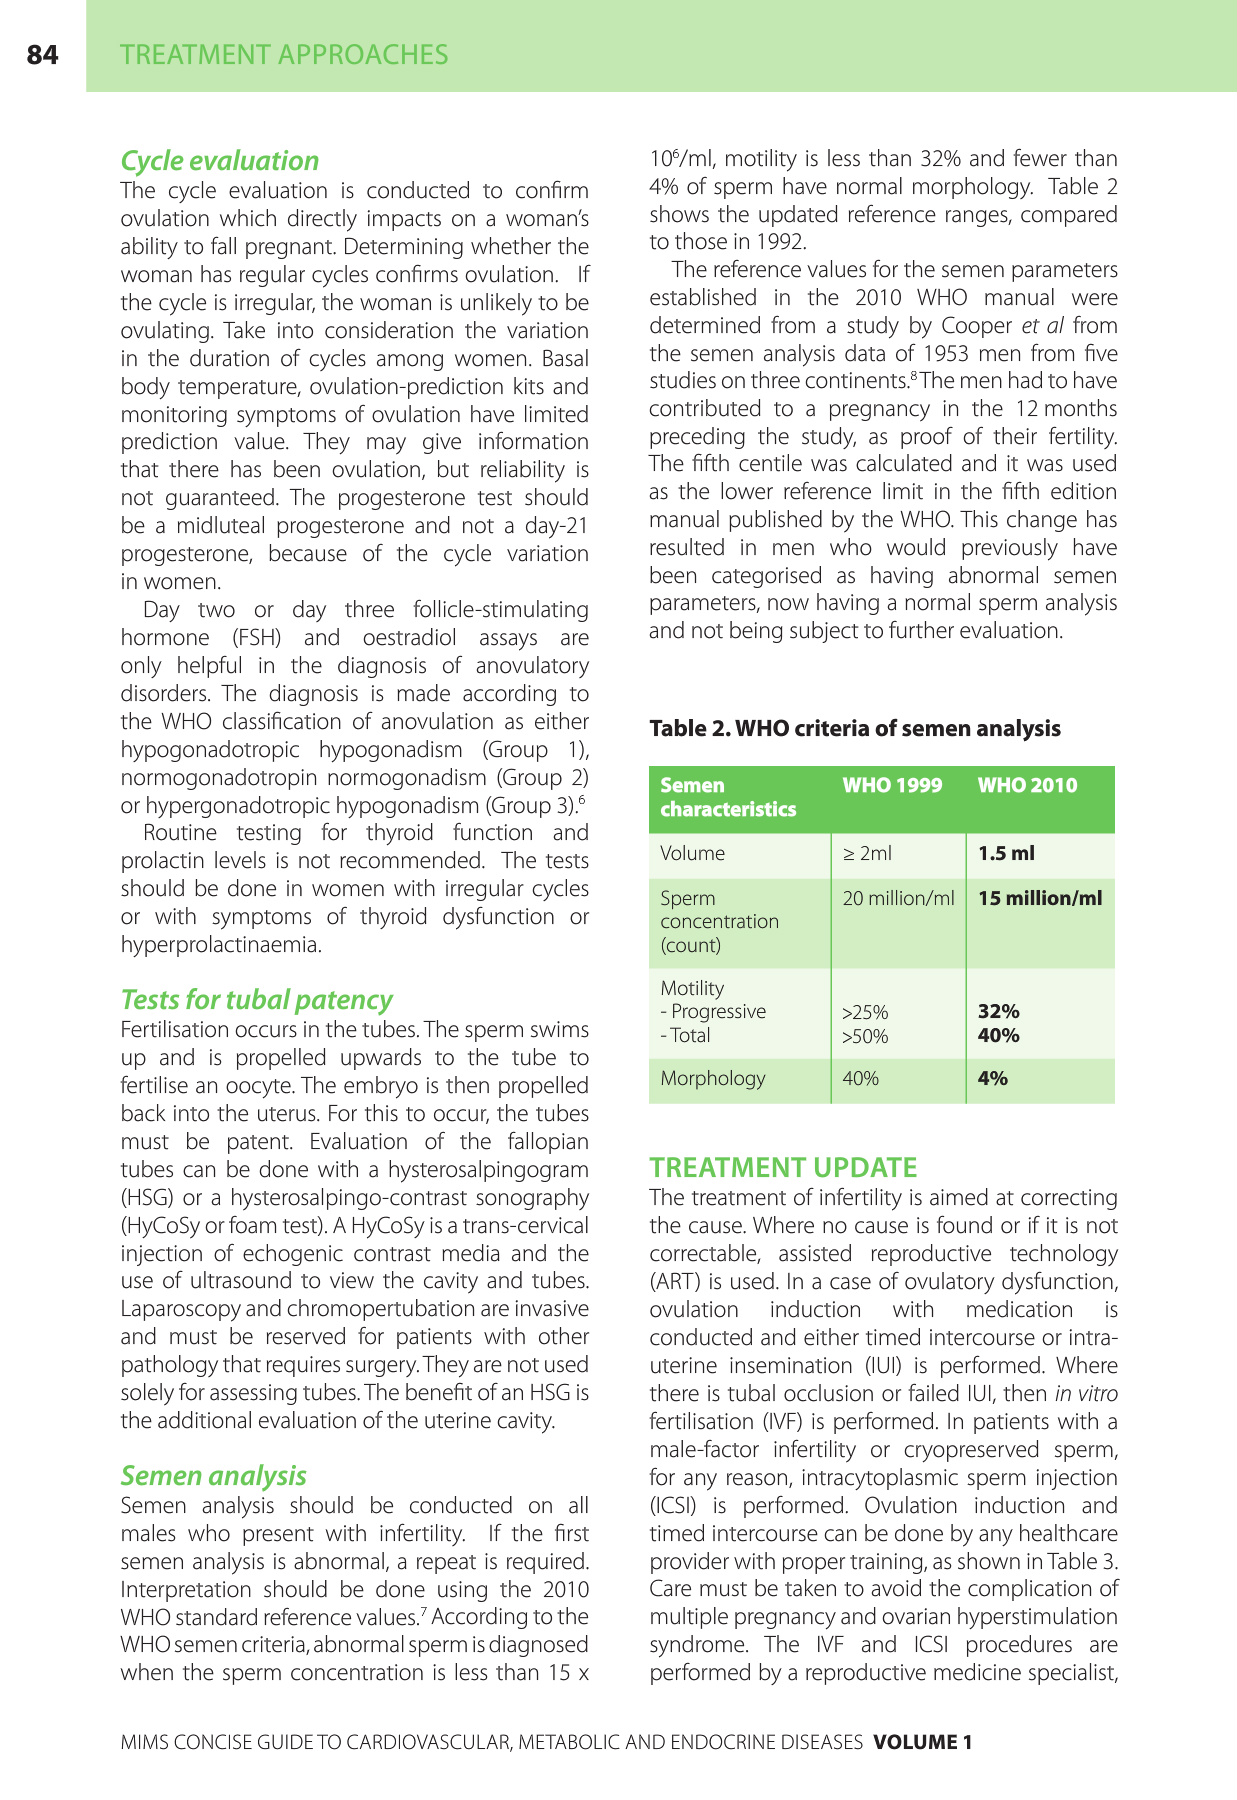 84
TREATMENT APPROACHES
Cycle evaluation
The cycle evaluation is conducted to confirm
ovulation which directly impacts on a woman’s
ability to fall pregnant. Determining whether the
woman has regular cycles confirms ovulation. If
the cycle is irregular, the woman is unlikely to be
ovulating. Take into consideration the variation
in the duration of cycles among women. Basal
body temperature, ovulation-prediction kits and
monitoring symptoms of ovulation have limited
prediction value. They may give information
that there has been ovulation, but reliability is
not guaranteed. The progesterone test should
be a midluteal progesterone and not a day-21
progesterone, because of the cycle variation
in women.
Day two or day three follicle-stimulating
hormone (FSH) and oestradiol assays are
only helpful in the diagnosis of anovulatory
disorders. The diagnosis is made according to
the WHO classification of anovulation as either
hypogonadotropic hypogonadism (Group 1),
normogonadotropin normogonadism (Group 2)
or hypergonadotropic hypogonadism (Group 3).⁶
Routine testing for thyroid function and
prolactin levels is not recommended. The tests
should be done in women with irregular cycles
or with symptoms of thyroid dysfunction or
hyperprolactinaemia.
Tests for tubal patency
Fertilisation occurs in the tubes. The sperm swims
up and is propelled upwards to the tube to
fertilise an oocyte. The embryo is then propelled
back into the uterus. For this to occur, the tubes
must be patent. Evaluation of the fallopian
tubes can be done with a hysterosalpingogram
(HSG) or a hysterosalpingo-contrast sonography
(HyCoSy or foam test). A HyCoSy is a trans-cervical
injection of echogenic contrast media and the
use of ultrasound to view the cavity and tubes.
Laparoscopy and chromopertubation are invasive
and must be reserved for patients with other
pathology that requires surgery. They are not used
solely for assessing tubes. The benefit of an HSG is
the additional evaluation of the uterine cavity.
Semen analysis
Semen analysis should be conducted on all
males who present with infertility. If the first
semen analysis is abnormal, a repeat is required.
Interpretation should be done using the 2010
WHO standard reference values.⁷ According to the
WHO semen criteria, abnormal sperm is diagnosed
when the sperm concentration is less than 15 x
10⁶/ml, motility is less than 32% and fewer than
4% of sperm have normal morphology. Table 2
shows the updated reference ranges, compared
to those in 1992.
The reference values for the semen parameters
established in the 2010 WHO manual were
determined from a study by Cooper et al from
the semen analysis data of 1953 men from five
studies on three continents.⁸ The men had to have
contributed to a pregnancy in the 12 months
preceding the study, as proof of their fertility.
The fifth centile was calculated and it was used
as the lower reference limit in the fifth edition
manual published by the WHO. This change has
resulted in men who would previously have
been categorised as having abnormal semen
parameters, now having a normal sperm analysis
and not being subject to further evaluation.
Table 2. WHO criteria of semen analysis
Semen WHO 1999 WHO 2010
characteristics
Volume ≥ 2ml 1.5 ml
Sperm 20 million/ml 15 million/ml
concentration
(count)
Motility
- Progressive >25% 32%
- Total >50% 40%
Morphology 40% 4%
TREATMENT UPDATE
The treatment of infertility is aimed at correcting
the cause. Where no cause is found or if it is not
correctable, assisted reproductive technology
(ART) is used. In a case of ovulatory dysfunction,
ovulation induction with medication is
conducted and either timed intercourse or intra-
uterine insemination (IUI) is performed. Where
there is tubal occlusion or failed IUI, then in vitro
fertilisation (IVF) is performed. In patients with a
male-factor infertility or cryopreserved sperm,
for any reason, intracytoplasmic sperm injection
(ICSI) is performed. Ovulation induction and
timed intercourse can be done by any healthcare
provider with proper training, as shown in Table 3.
Care must be taken to avoid the complication of
multiple pregnancy and ovarian hyperstimulation
syndrome. The IVF and ICSI procedures are
performed by a reproductive medicine specialist,
MIMS CONCISE GUIDE TO CARDIOVASCULAR, METABOLIC AND ENDOCRINE DISEASES VOLUME 1